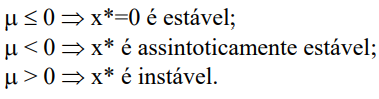 μ ≤ 0 ⇒ x*=0 é estável;
μ < 0 ⇒ x* é assintoticamente estável;
μ > 0 ⇒ x* é instável.